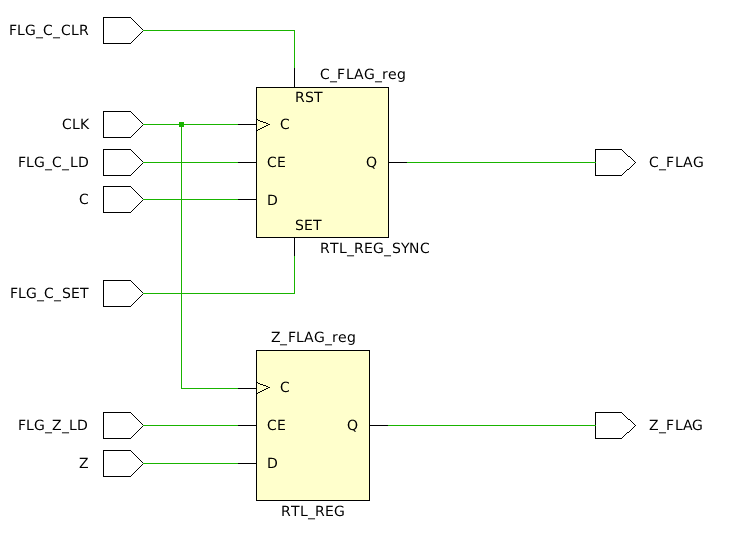 FLG_C_CLR
C_FLAG_reg
RST
CLK
C
FLG_C_LD
CE
Q
C_FLAG
C
D
SET
RTL_REG_SYNC
FLG_C_SET
Z_FLAG_reg
C
FLG_Z_LD
CE
Q
Z_FLAG
Z
D
RTL_REG